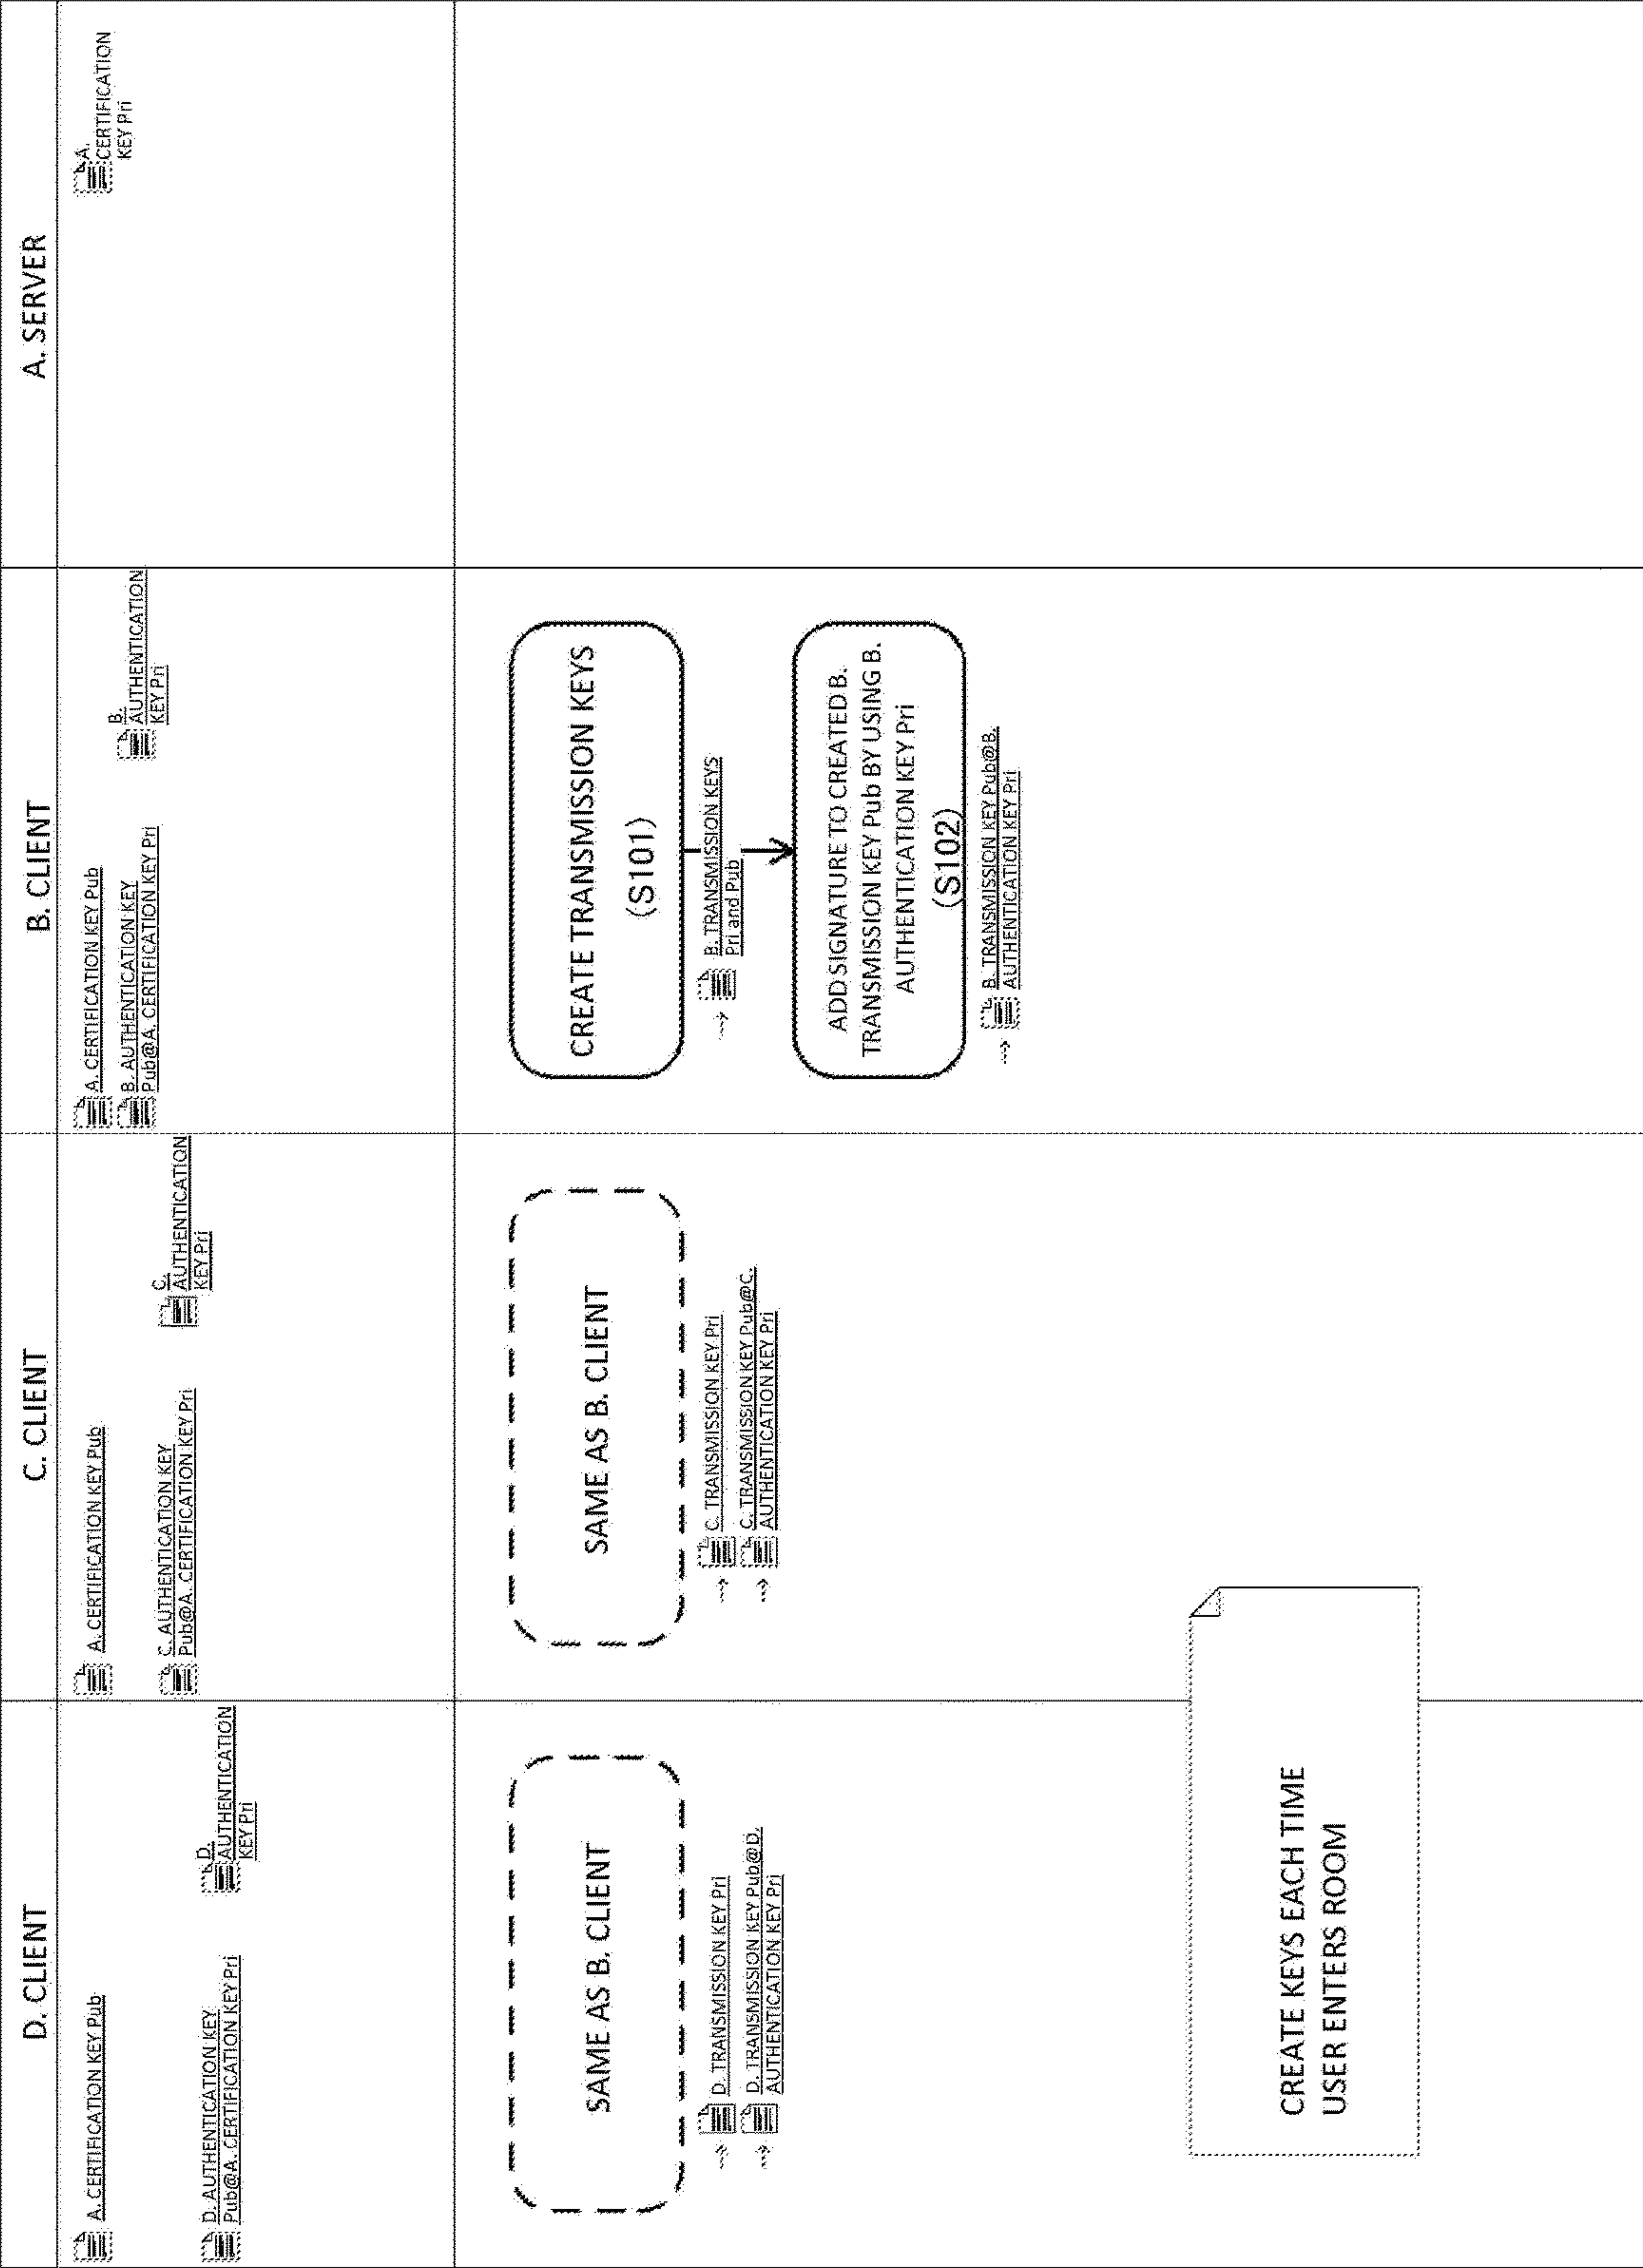 D. CLIENT
C. CLIENT
B. CLIENT
A. SERVER
A. CERTIFICATION KEY Pub
D. AUTHENTICATION KEY
Pub@A. CERTIFICATION KEY Pri
D.
AUTHENTICATION
KEY Pri
A. CERTIFICATION KEY Pub
C. AUTHENTICATION KEY
Pub@A. CERTIFICATION KEY Pri
C.
AUTHENTICATION
KEY Pri
A. CERTIFICATION KEY Pub
B. AUTHENTICATION KEY
Pub@A. CERTIFICATION KEY Pri
B.
AUTHENTICATION
KEY Pri
A.
CERTIFICATION
KEY Pri
SAME AS B. CLIENT
D. TRANSMISSION KEY Pri
D. TRANSMISSION KEY Pub@D.
AUTHENTICATION KEY Pri
SAME AS B. CLIENT
C. TRANSMISSION KEY Pri
C. TRANSMISSION KEY Pub@C.
AUTHENTICATION KEY Pri
CREATE TRANSMISSION KEYS
(S101)
B. TRANSMISSION KEYS
Pri and Pub
ADD SIGNATURE TO CREATED B.
TRANSMISSION KEY Pub BY USING B.
AUTHENTICATION KEY Pri
(S102)
B. TRANSMISSION KEY Pub@B.
AUTHENTICATION KEY Pri
CREATE KEYS EACH TIME
USER ENTERS ROOM